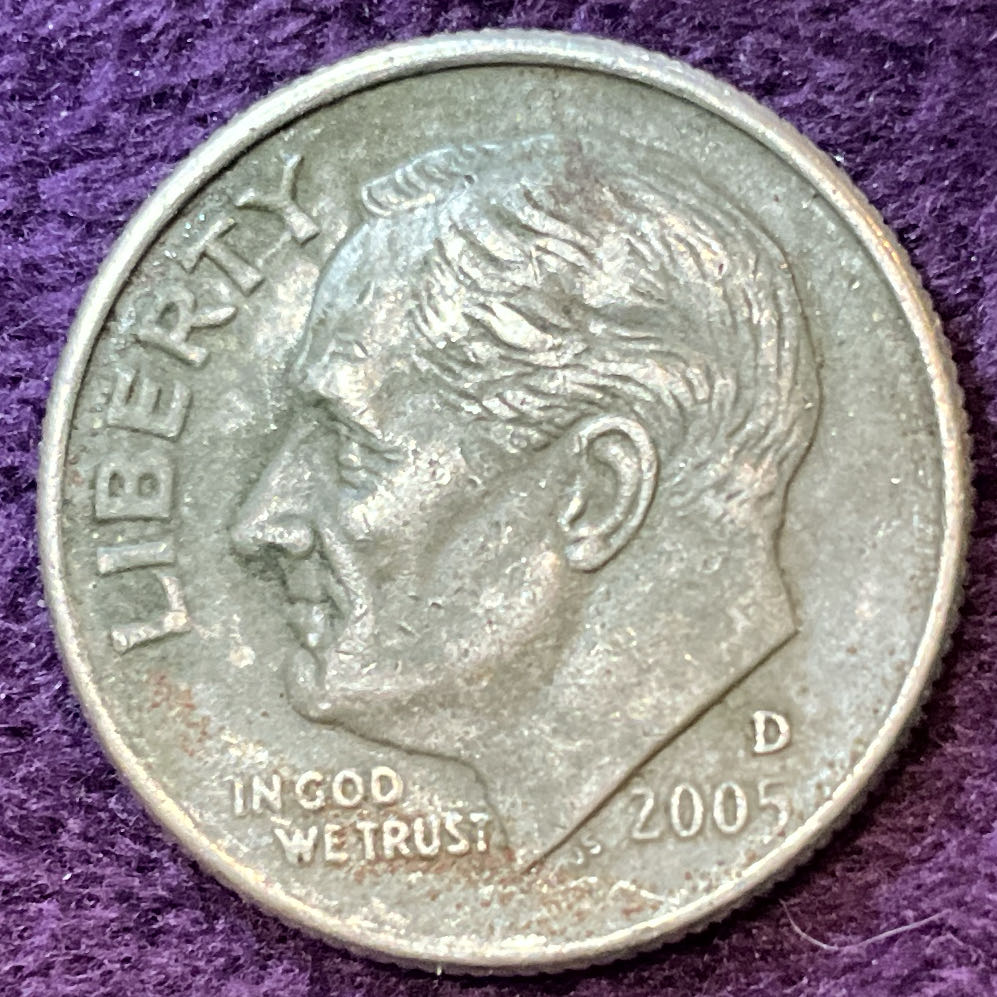 LIBERTY
IN GOD
WE TRUST
JS
D
2005